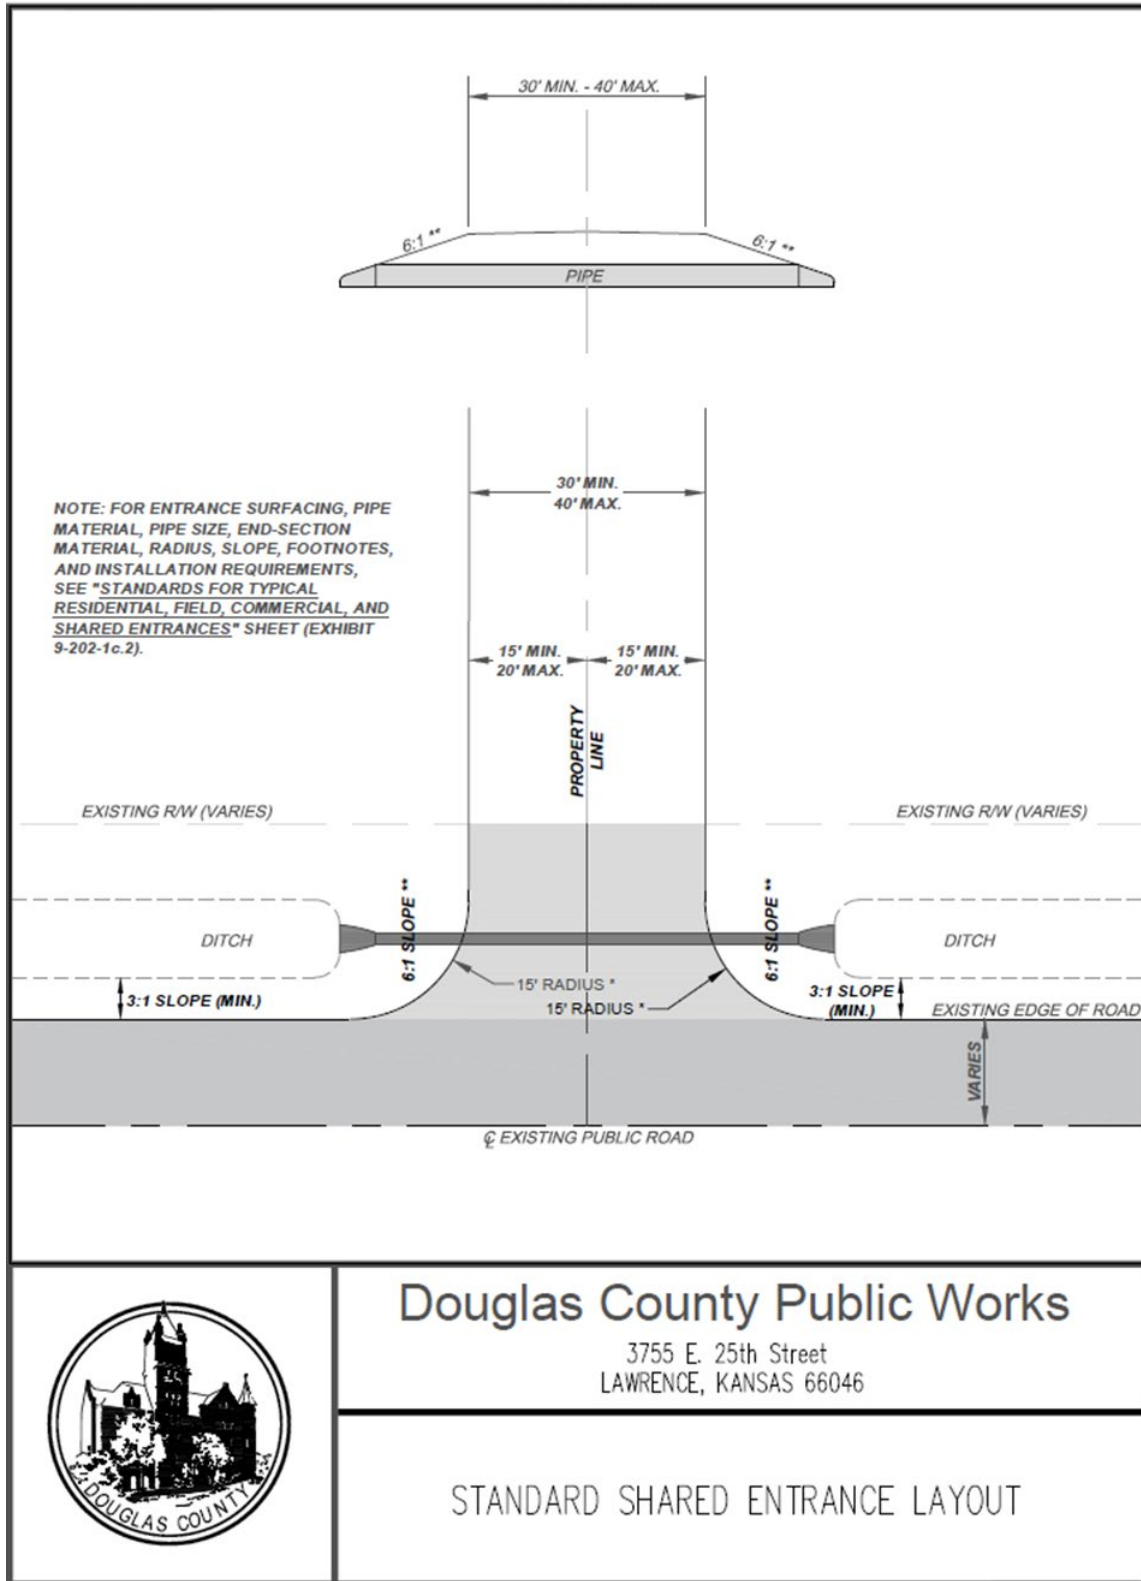 30' MIN. - 40' MAX.
6:1 **
6:1 **
PIPE
30' MIN.
40' MAX.
NOTE: FOR ENTRANCE SURFACING, PIPE
MATERIAL, PIPE SIZE, END-SECTION
MATERIAL, RADIUS, SLOPE, FOOTNOTES,
AND INSTALLATION REQUIREMENTS,
SEE "STANDARDS FOR TYPICAL
RESIDENTIAL, FIELD, COMMERCIAL, AND
SHARED ENTRANCES" SHEET (EXHIBIT
9-202-1c.2).
15' MIN.
20' MAX.
15' MIN.
20' MAX.
PROPERTY
LINE
EXISTING R/W (VARIES)
EXISTING R/W (VARIES)
6:1 SLOPE **
6:1 SLOPE **
DITCH
DITCH
15' RADIUS *
15' RADIUS *
3:1 SLOPE (MIN.)
3:1 SLOPE
(MIN.)
EXISTING EDGE OF ROAD
VARIES
℄ EXISTING PUBLIC ROAD
DOUGLAS COUNTY
Douglas County Public Works
3755 E. 25th Street
LAWRENCE, KANSAS 66046
STANDARD SHARED ENTRANCE LAYOUT